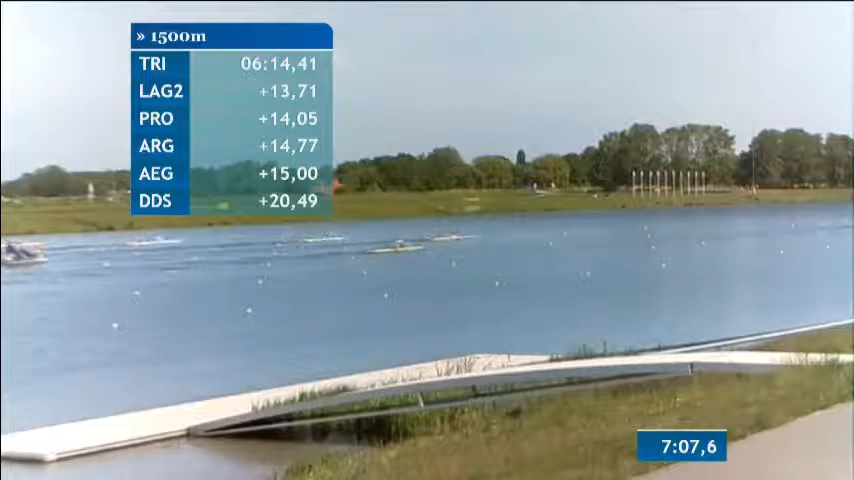 » 1500m
TRI 06:14,41
LAG2 +13,71
PRO +14,05
ARG +14,77
AEG +15,00
DDS +20,49
7:07,6